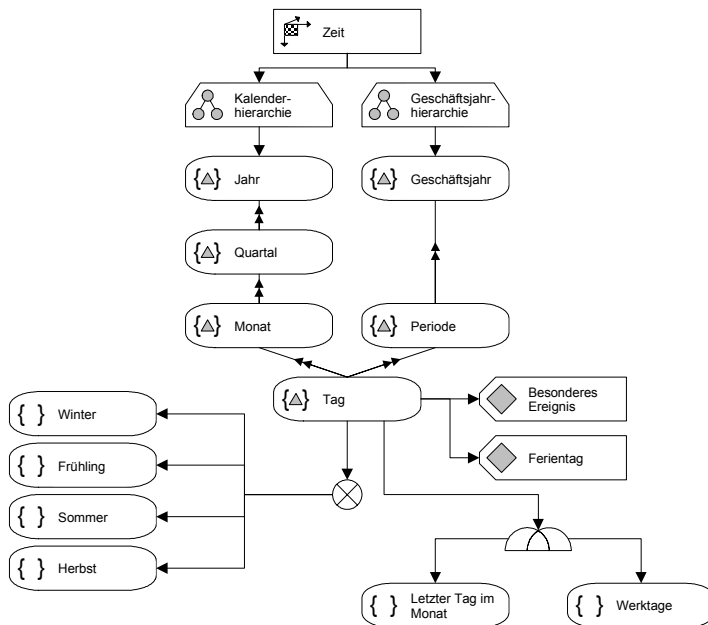 Zeit
Kalender-
hierarchie
Geschäftsjahr-
hierarchie
{ } Jahr
{ } Geschäftsjahr
{ } Quartal
{ } Monat
{ } Periode
{ } Tag
Besonderes
Ereignis
Ferientag
{ } Winter
{ } Frühling
{ } Sommer
{ } Herbst
{ } Letzter Tag im
Monat
{ } Werktage